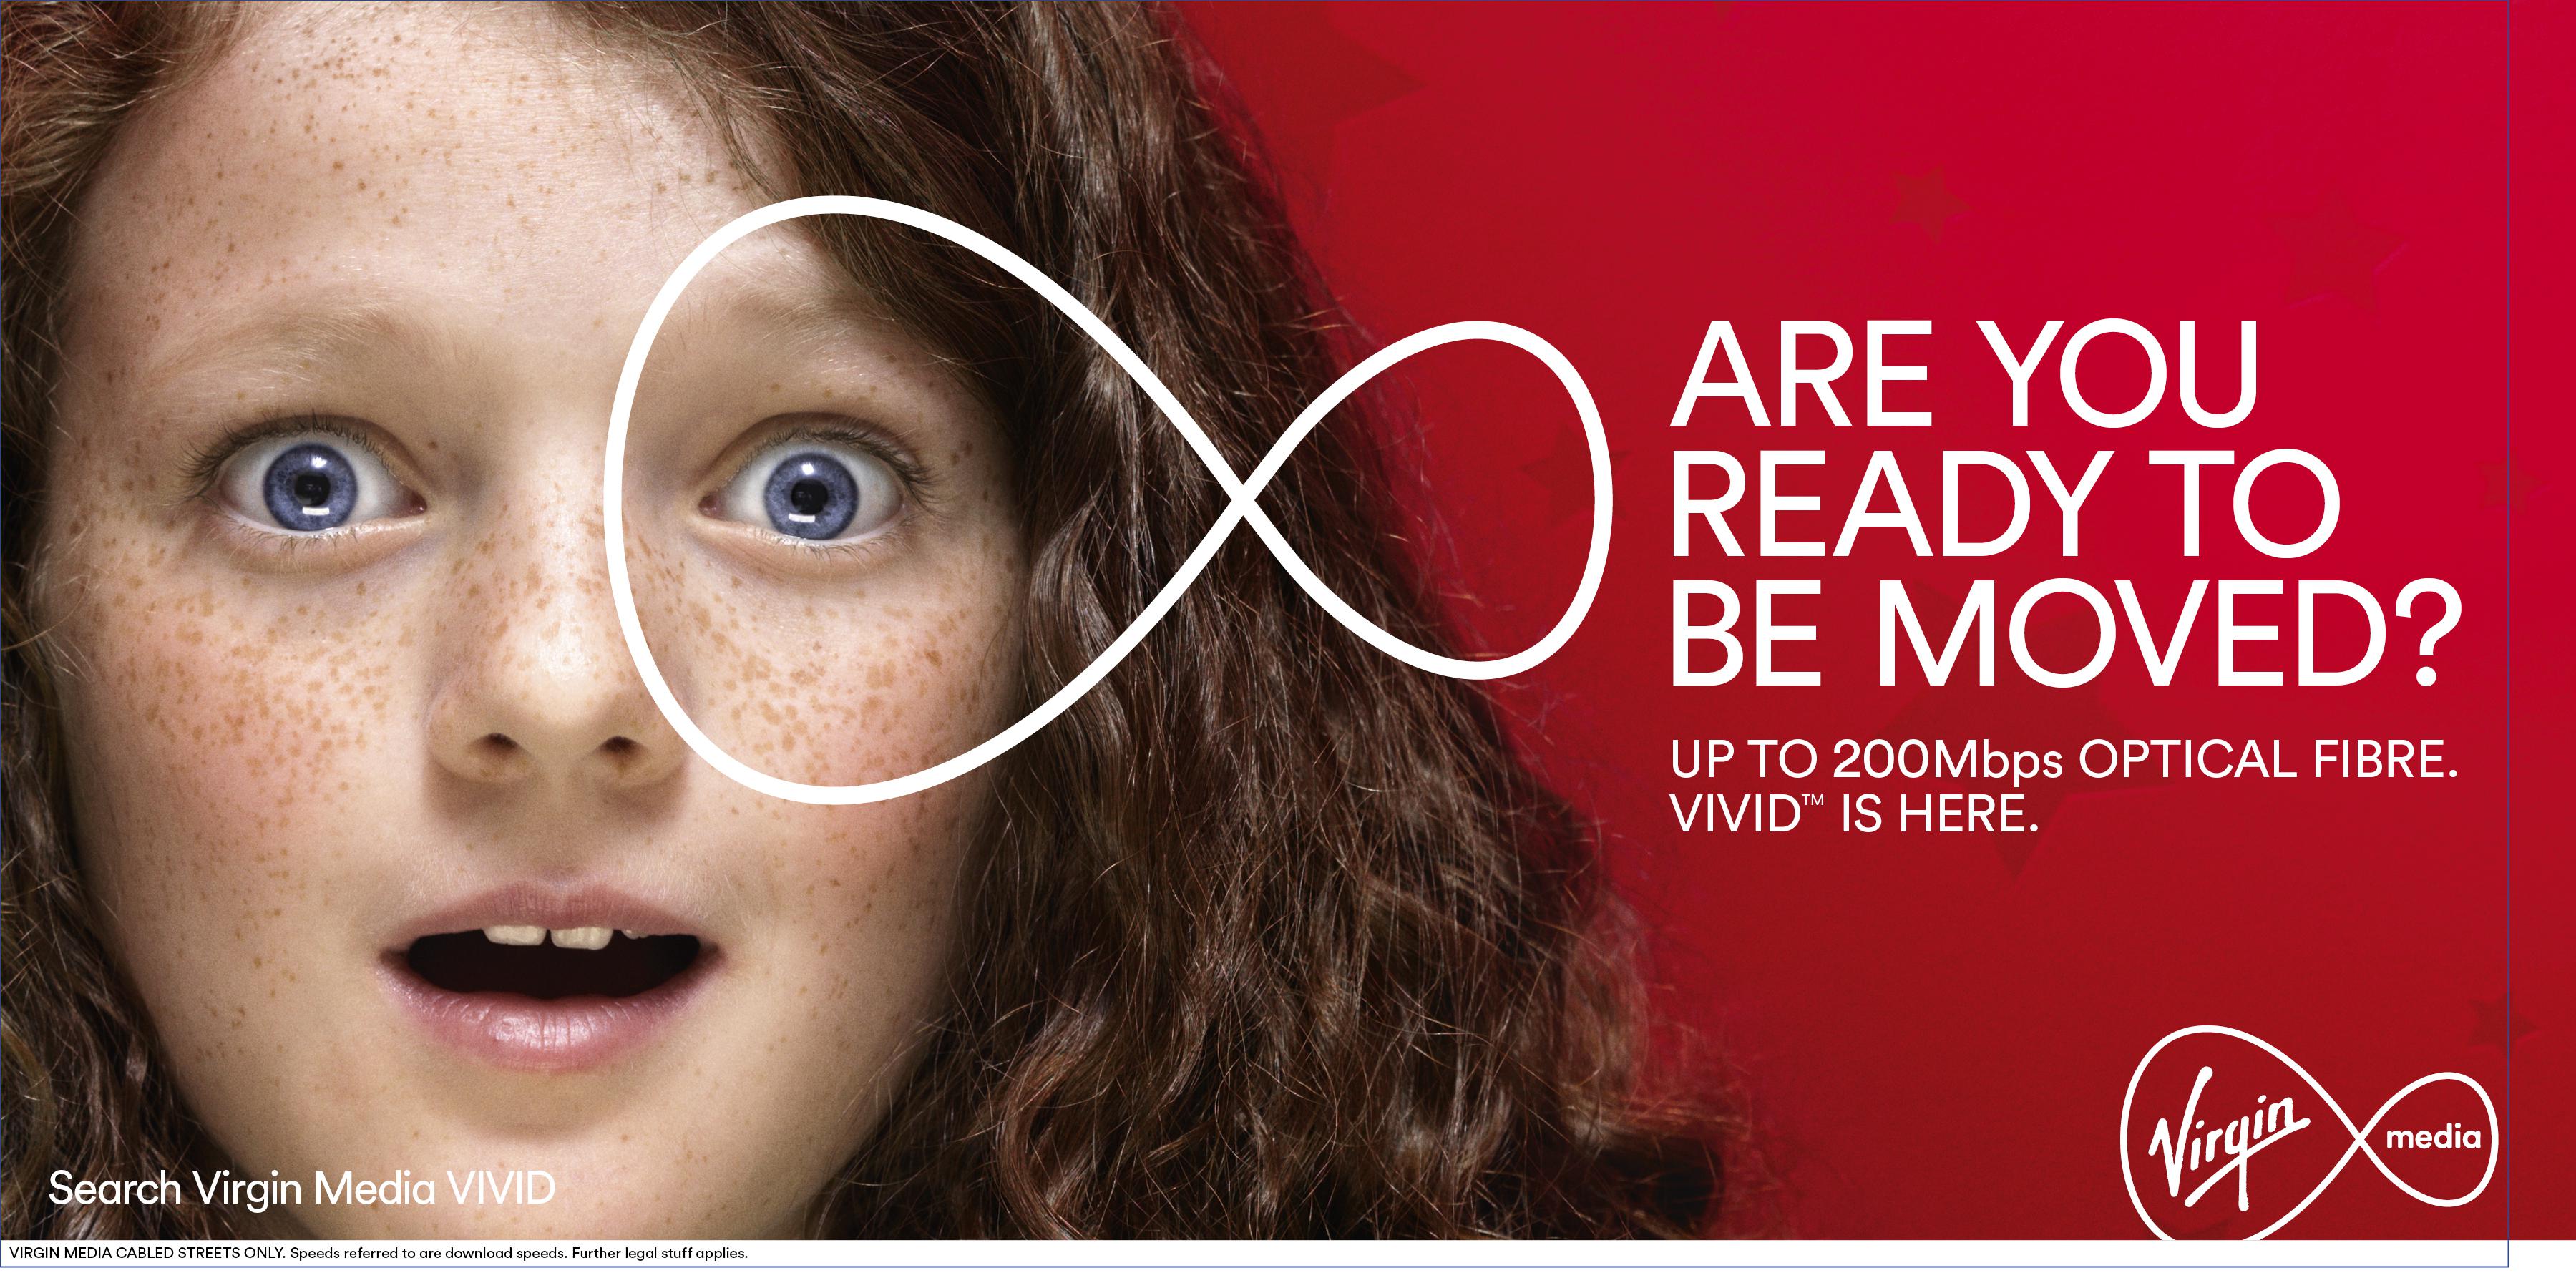 ARE YOU
READY TO
BE MOVED?
UP TO 200Mbps OPTICAL FIBRE.
VIVID™ IS HERE.
Virgin media
Search Virgin Media VIVID
VIRGIN MEDIA CABLED STREETS ONLY. Speeds referred to are download speeds. Further legal stuff applies.